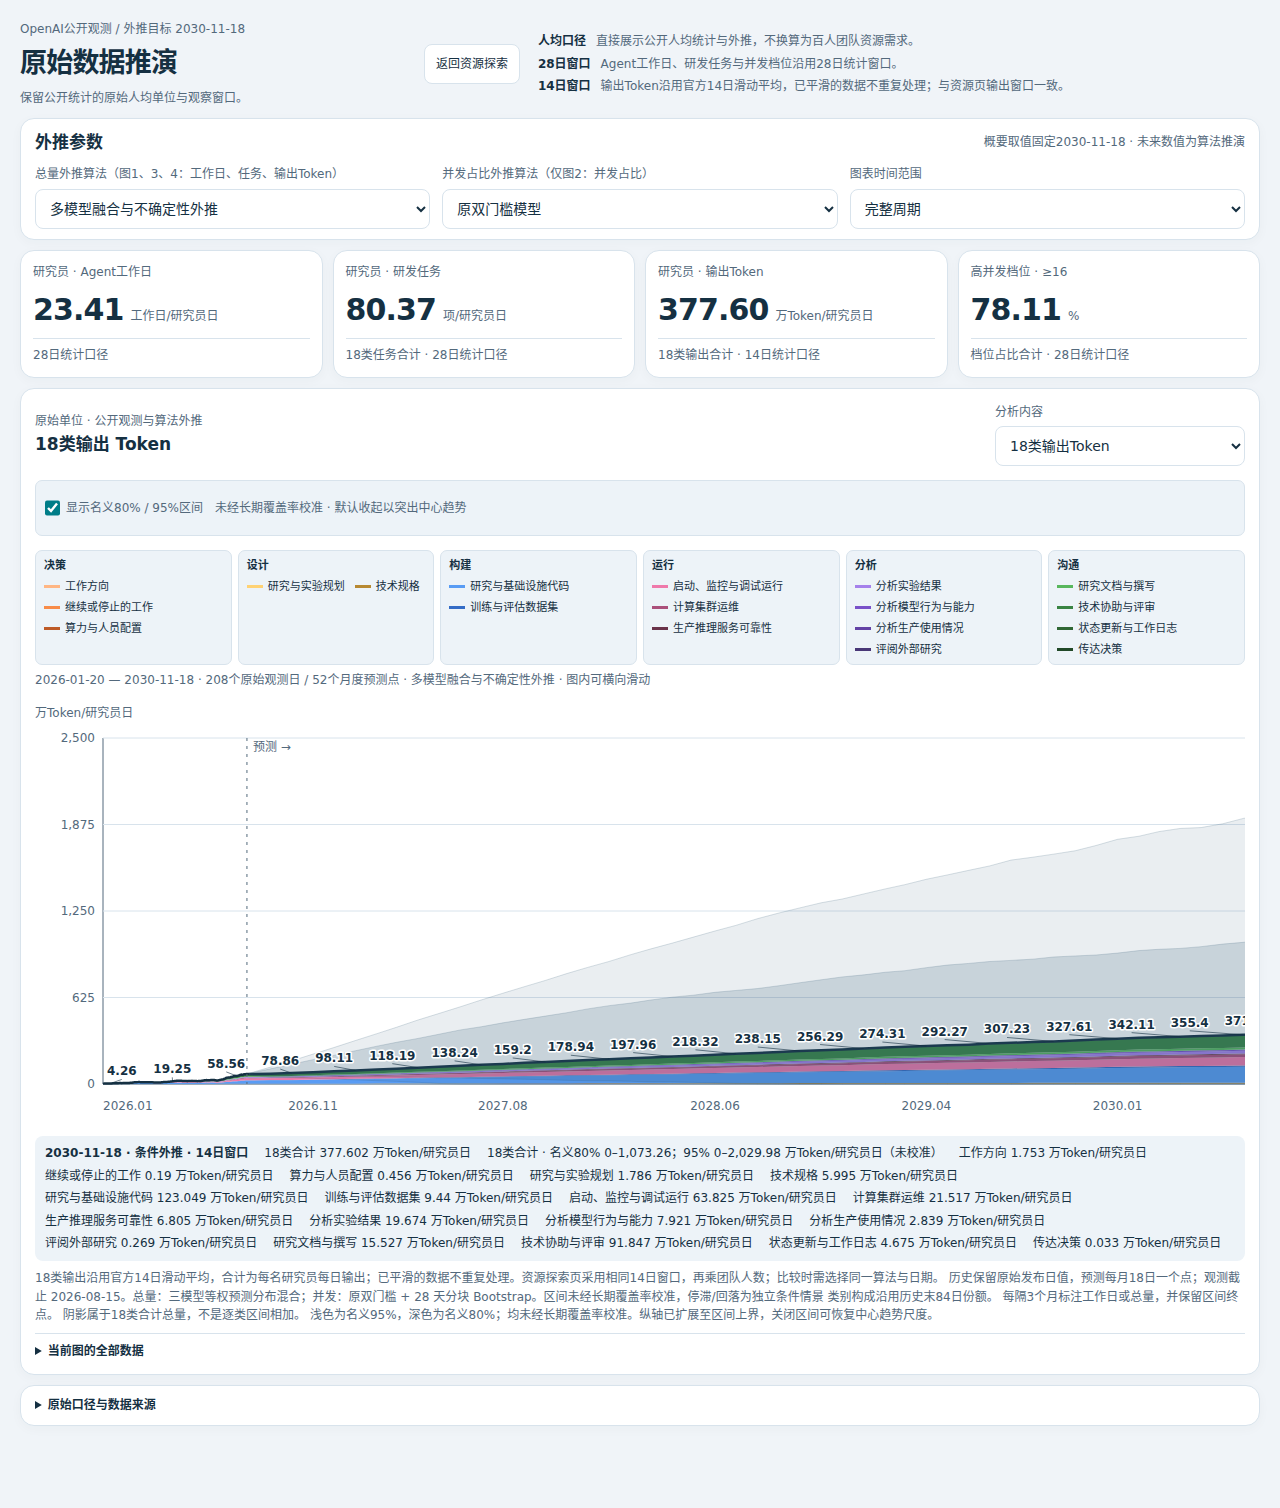 OpenAI公开观测 / 外推目标 2030-11-18
原始数据推演
保留公开统计的原始人均单位与观察窗口。
返回资源探索
人均口径 直接展示公开人均统计与外推，不换算为百人团队资源需求。
28日窗口 Agent工作日、研发任务与并发档位沿用28日统计窗口。
14日窗口 输出Token沿用官方14日滑动平均，已平滑的数据不重复处理；与资源页输出窗口一致。
外推参数
概要取值固定2030-11-18 · 未来数值为算法推演
总量外推算法（图1、3、4：工作日、任务、输出Token）
并发占比外推算法（仅图2：并发占比）
图表时间范围
多模型融合与不确定性外推
原双门槛模型
完整周期
研究员 · Agent工作日
23.41 工作日/研究员日
28日统计口径
研究员 · 研发任务
80.37 项/研究员日
18类任务合计 · 28日统计口径
研究员 · 输出Token
377.60 万Token/研究员日
18类输出合计 · 14日统计口径
高并发档位 · ≥16
78.11 %
档位占比合计 · 28日统计口径
原始单位 · 公开观测与算法外推
18类输出 Token
分析内容
18类输出Token
显示名义80% / 95%区间 未经长期覆盖率校准 · 默认收起以突出中心趋势
决策
工作方向
继续或停止的工作
算力与人员配置
设计
研究与实验规划 技术规格
构建
研究与基础设施代码
训练与评估数据集
运行
启动、监控与调试运行
计算集群运维
生产推理服务可靠性
分析
分析实验结果
分析模型行为与能力
分析生产使用情况
评阅外部研究
沟通
研究文档与撰写
技术协助与评审
状态更新与工作日志
传达决策
2026-01-20 — 2030-11-18 · 208个原始观测日 / 52个月度预测点 · 多模型融合与不确定性外推 · 图内可横向滑动
万Token/研究员日
2,500
预测 →
1,875
1,250
625
0
4.26 19.25 58.56 78.86 98.11 118.19 138.24 159.2 178.94 197.96 218.32 238.15 256.29 274.31 292.27 307.23 327.61 342.11 355.4
2026.01 2026.11 2027.08 2028.06 2029.04 2030.01
2030-11-18 · 条件外推 · 14日窗口 18类合计 377.602 万Token/研究员日 18类合计 · 名义80% 0–1,073.26；95% 0–2,029.98 万Token/研究员日（未校准） 工作方向 1.753 万Token/研究员日
继续或停止的工作 0.19 万Token/研究员日 算力与人员配置 0.456 万Token/研究员日 研究与实验规划 1.786 万Token/研究员日 技术规格 5.995 万Token/研究员日
研究与基础设施代码 123.049 万Token/研究员日 训练与评估数据集 9.44 万Token/研究员日 启动、监控与调试运行 63.825 万Token/研究员日 计算集群运维 21.517 万Token/研究员日
生产推理服务可靠性 6.805 万Token/研究员日 分析实验结果 19.674 万Token/研究员日 分析模型行为与能力 7.921 万Token/研究员日 分析生产使用情况 2.839 万Token/研究员日
评阅外部研究 0.269 万Token/研究员日 研究文档与撰写 15.527 万Token/研究员日 技术协助与评审 91.847 万Token/研究员日 状态更新与工作日志 4.675 万Token/研究员日 传达决策 0.033 万Token/研究员日
18类输出沿用官方14日滑动平均，合计为每名研究员每日输出；已平滑的数据不重复处理。资源探索页采用相同14日窗口，再乘团队人数；比较时需选择同一算法与日期。 历史保留原始发布日值，预测每月18日一个点；观测截
止 2026-08-15。总量：三模型等权预测分布混合；并发：原双门槛 + 28 天分块 Bootstrap。区间未经长期覆盖率校准，停滞/回落为独立条件情景 类别构成沿用历史末84日份额。 每隔3个月标注工作日或总量，并保留区间终
点。 阴影属于18类合计总量，不是逐类区间相加。 浅色为名义95%，深色为名义80%；均未经长期覆盖率校准。纵轴已扩展至区间上界，关闭区间可恢复中心趋势尺度。
当前图的全部数据
原始口径与数据来源